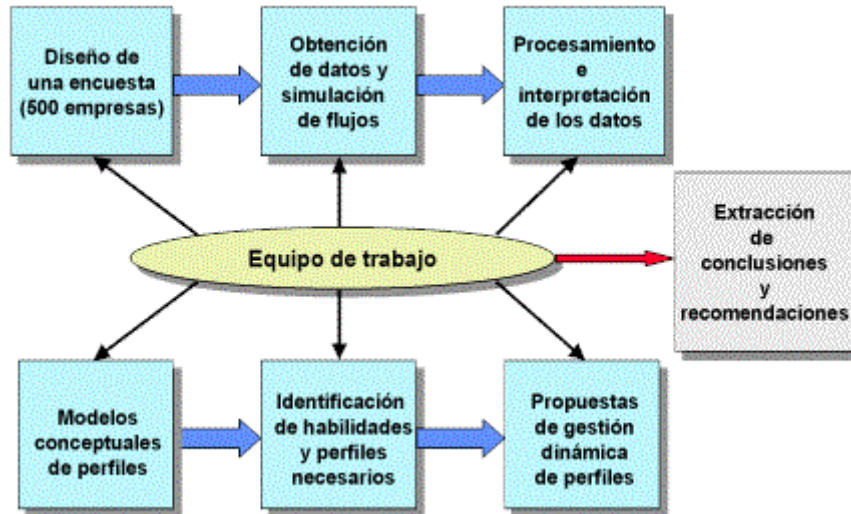 Diseño de
una encuesta
(500 empresas)
Obtención
de datos y
simulación
de flujos
Procesamiento
e
interpretación
de los datos
Equipo de trabajo
Extracción
de
conclusiones
y
recomendaciones
Modelos
conceptuales
de perfiles
Identificación
de habilidades
y perfiles
necesarios
Propuestas
de gestión
dinámica
de perfiles